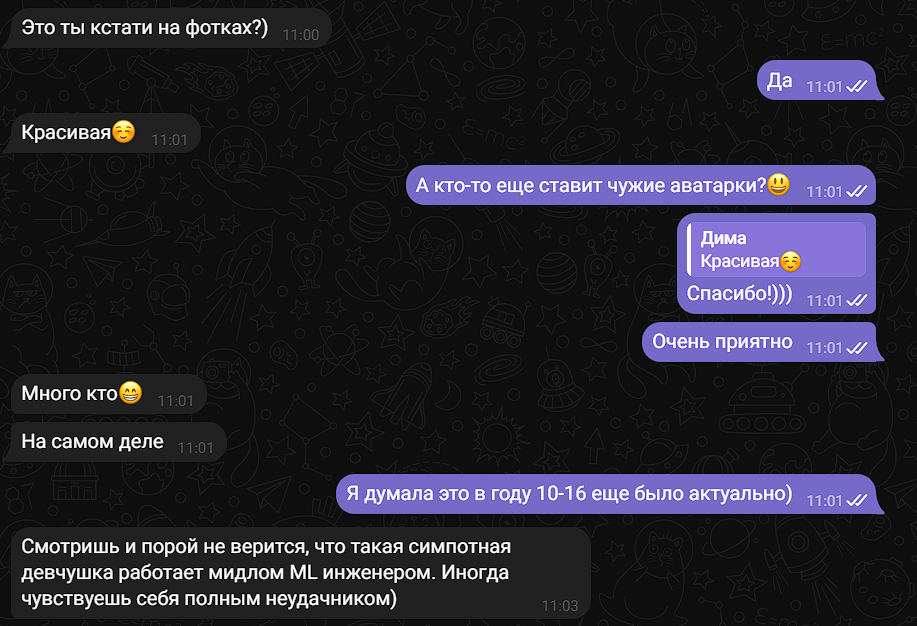 Это ты кстати на фотках?) 11:00
Да 11:01
Красивая☺️ 11:01
А кто-то еще ставит чужие аватарки?😃 11:01
Дима
Красивая☺️
Спасибо!))) 11:01
Очень приятно 11:01
Много кто😁 11:01
На самом деле 11:01
Я думала это в году 10-16 еще было актуально) 11:01
Смотришь и порой не верится, что такая симпотная
девчушка работает мидлом ML инженером. Иногда
чувствуешь себя полным неудачником) 11:03